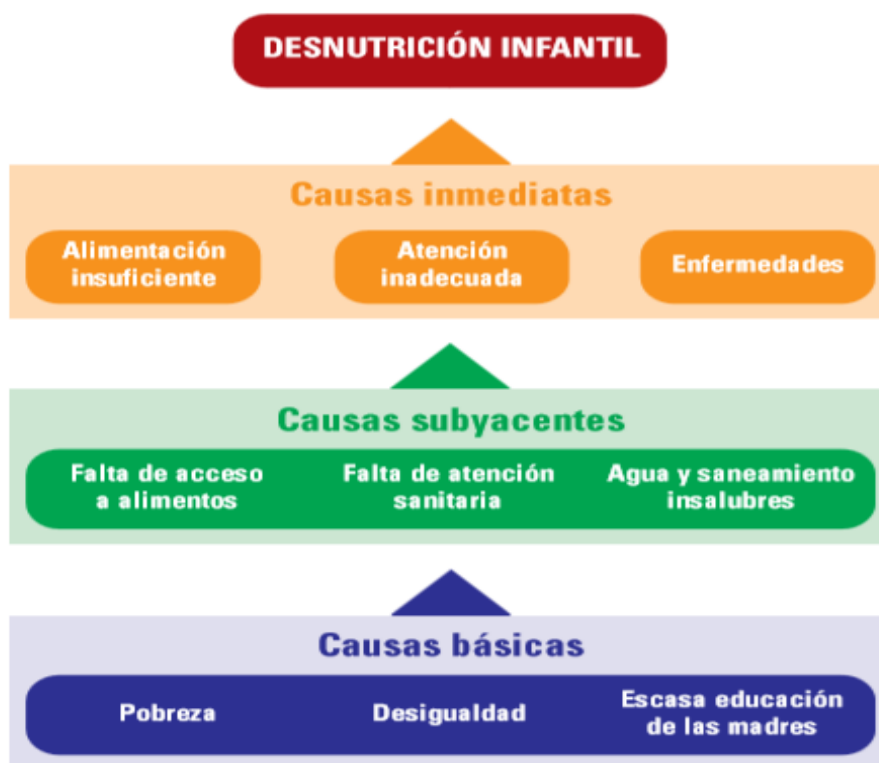 DESNUTRICIÓN INFANTIL
Causas inmediatas
Alimentación
insuficiente
Atención
inadecuada
Enfermedades
Causas subyacentes
Falta de acceso
a alimentos
Falta de atención
sanitaria
Agua y saneamiento
insalubres
Causas básicas
Pobreza
Desigualdad
Escasa educación
de las madres